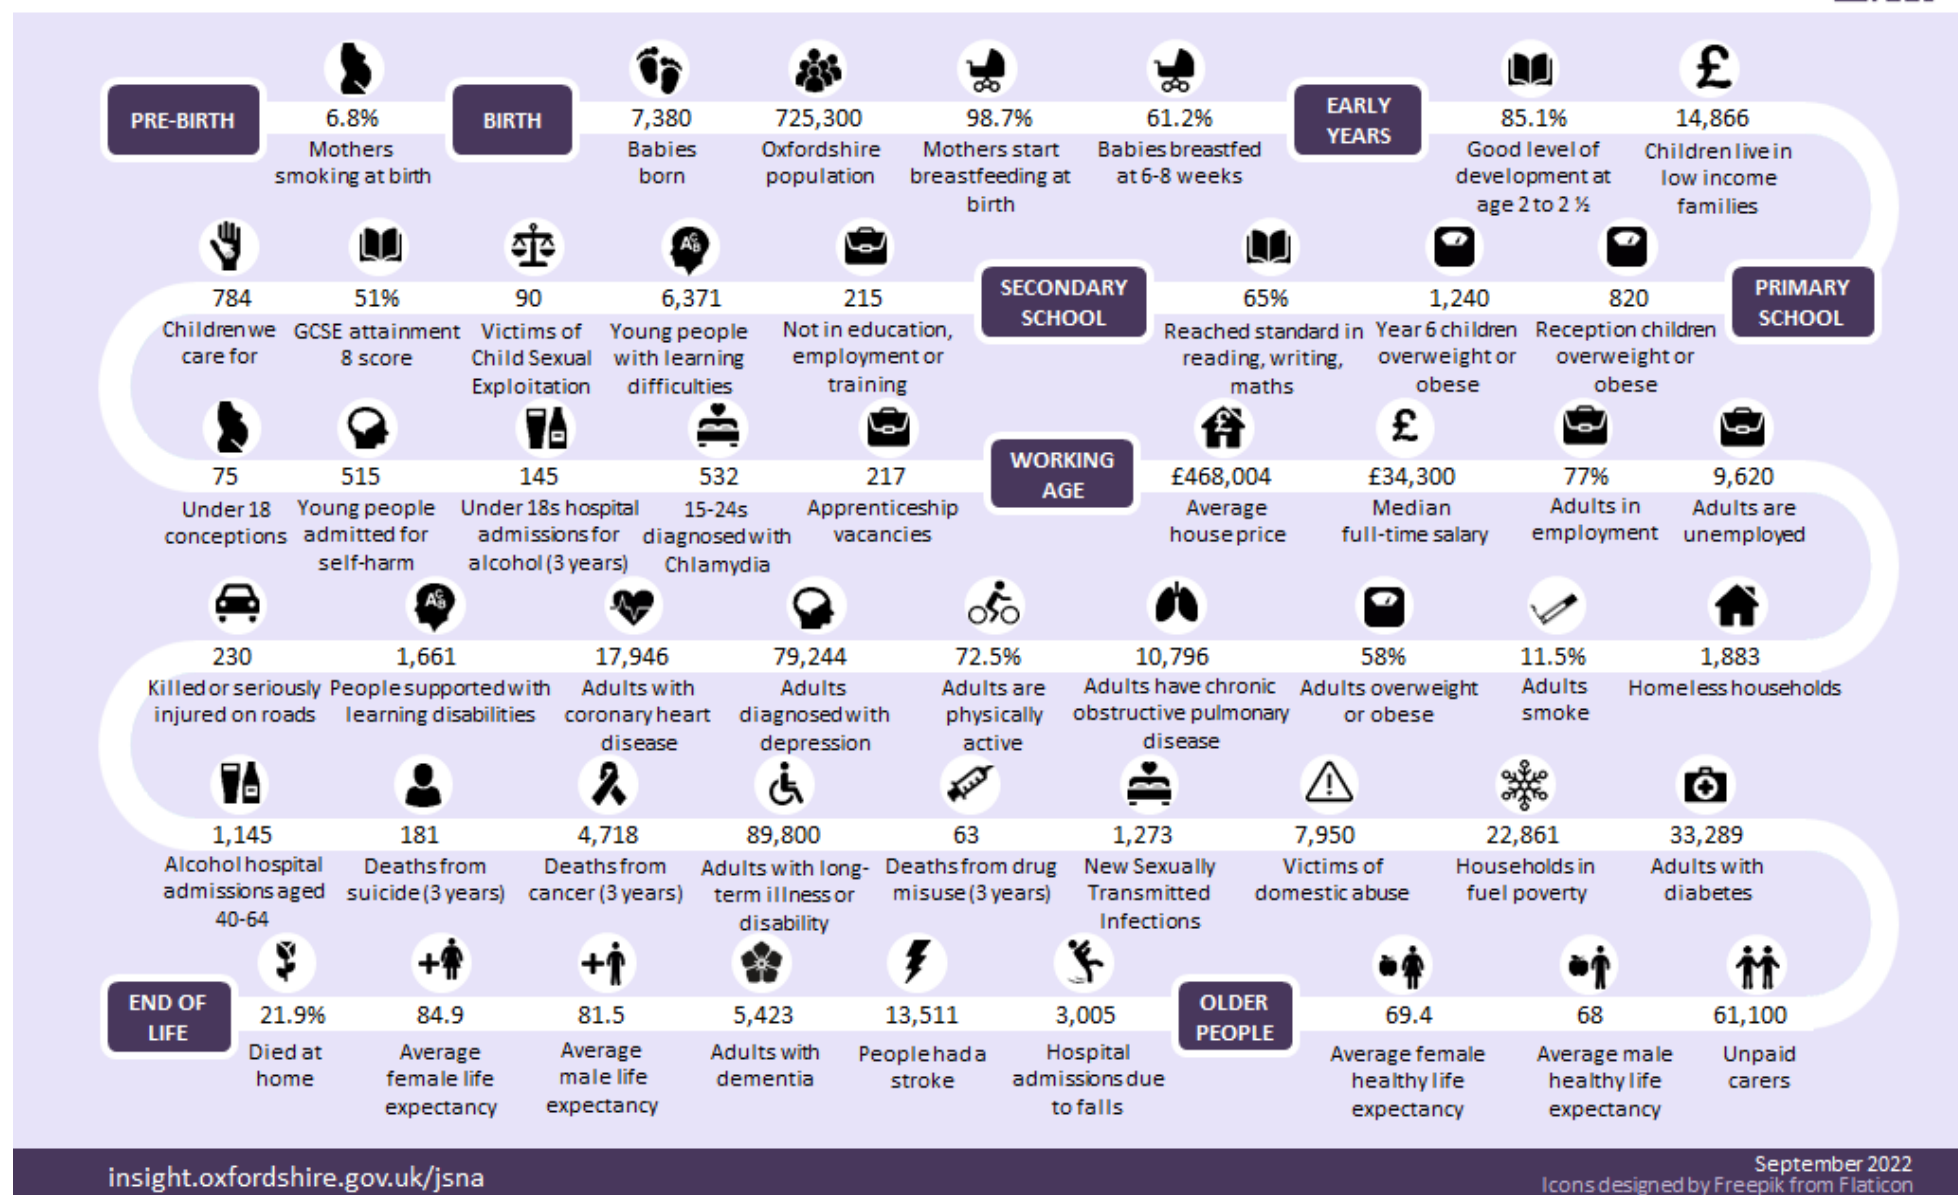 PRE-BIRTH
6.8%
Mothers
smoking at birth
BIRTH
7,380
Babies
born
725,300
Oxfordshire
population
98.7%
Mothers start
breastfeeding at
birth
61.2%
Babies breastfed
at 6-8 weeks
EARLY
YEARS
85.1%
Good level of
development at
age 2 to 2 ½
14,866
Children live in
low income
families
PRIMARY
SCHOOL
820
Reception children
overweight or
obese
1,240
Year 6 children
overweight or
obese
65%
Reached standard in
reading, writing,
maths
SECONDARY
SCHOOL
215
Not in education,
employment or
training
6,371
Young people
with learning
difficulties
90
Victims of
Child Sexual
Exploitation
51%
GCSE attainment
8 score
784
Children we
care for
75
Under 18
conceptions
515
Young people
admitted for
self-harm
145
Under 18s hospital
admissions for
alcohol (3 years)
532
15-24s
diagnosed with
Chlamydia
217
Apprenticeship
vacancies
WORKING
AGE
£468,004
Average
house price
£34,300
Median
full-time salary
77%
Adults in
employment
9,620
Adults are
unemployed
1,883
Homeless households
11.5%
Adults
smoke
58%
Adults overweight
or obese
10,796
Adults have chronic
obstructive pulmonary
disease
72.5%
Adults are
physically
active
79,244
Adults
diagnosed with
depression
17,946
Adults with
coronary heart
disease
1,661
People supported with
learning disabilities
230
Killed or seriously
injured on roads
1,145
Alcohol hospital
admissions aged
40-64
181
Deaths from
suicide (3 years)
4,718
Deaths from
cancer (3 years)
89,800
Adults with long-
term illness or
disability
63
Deaths from drug
misuse (3 years)
1,273
New Sexually
Transmitted
Infections
7,950
Victims of
domestic abuse
22,861
Households in
fuel poverty
33,289
Adults with
diabetes
61,100
Unpaid
carers
68
Average male
healthy life
expectancy
69.4
Average female
healthy life
expectancy
OLDER
PEOPLE
3,005
Hospital
admissions due
to falls
13,511
People had a
stroke
5,423
Adults with
dementia
81.5
Average
male life
expectancy
84.9
Average
female life
expectancy
21.9%
Died at
home
END OF
LIFE
insight.oxfordshire.gov.uk/jsna
September 2022
Icons designed by Freepik from Flaticon